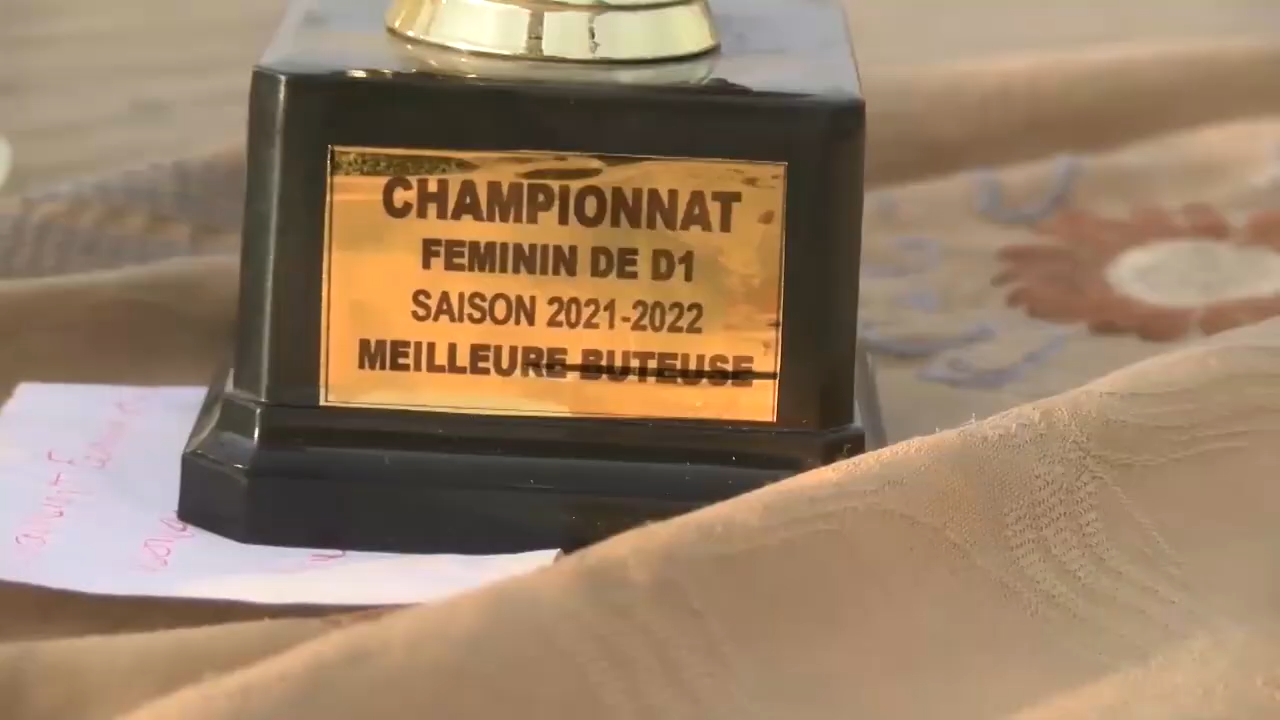 CHAMPIONNAT
FEMININ DE D1
SAISON 2021-2022
MEILLEURE BUTEUSE